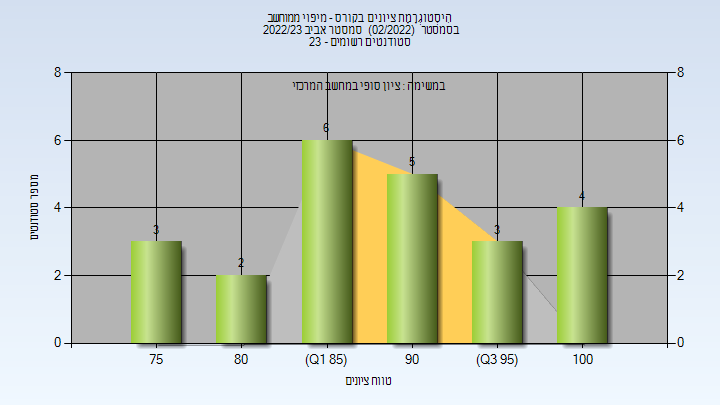 היסטוגרמת ציונים בקורס - מיפוי ממוחשב
בסמסטר (02/2022) סמסטר אביב 2022/23
סטודנטים רשומים - 23
במשימה : ציון סופי במחשב המרכזי
מספר סטודנטים
8 8
6 6
4 4
2 2
0 0
3 2 6 5 3 4
75 80 (Q1 85) 90 (Q3 95) 100
טווח ציונים